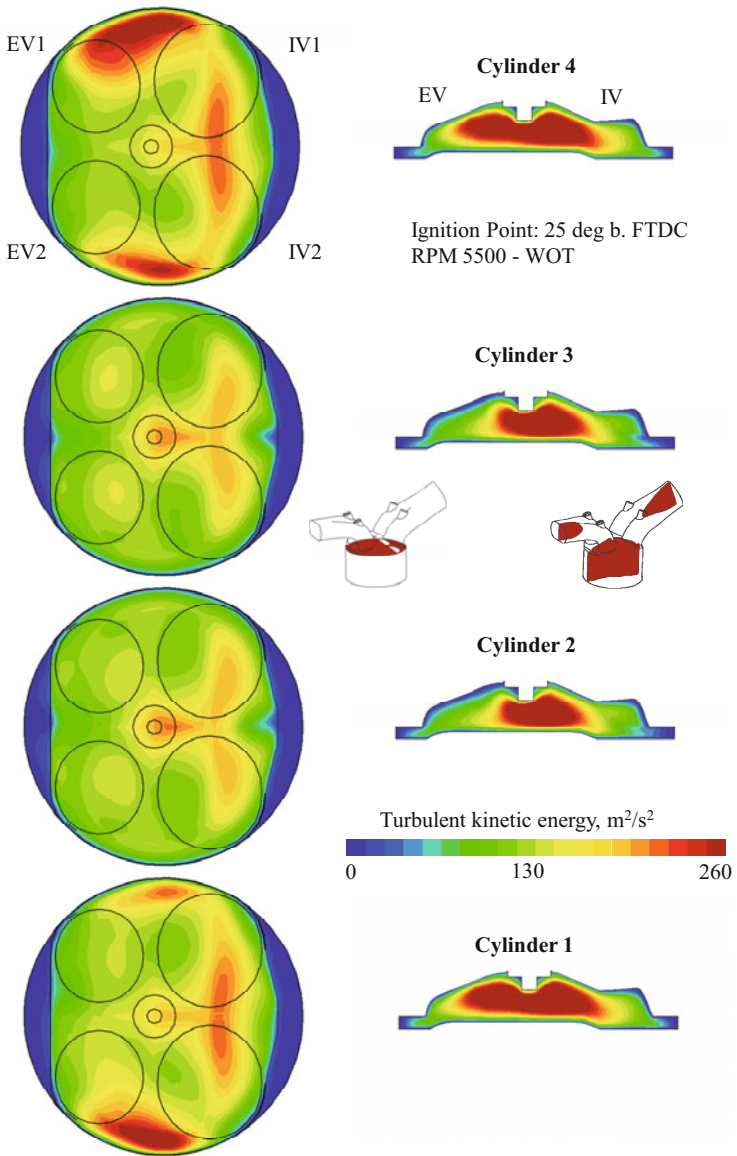 EV1
IV1
EV2
IV2
Cylinder 4
EV
IV
Ignition Point: 25 deg b. FTDC
RPM 5500 - WOT
Cylinder 3
Cylinder 2
Turbulent kinetic energy, m²/s²
0 130 260
Cylinder 1